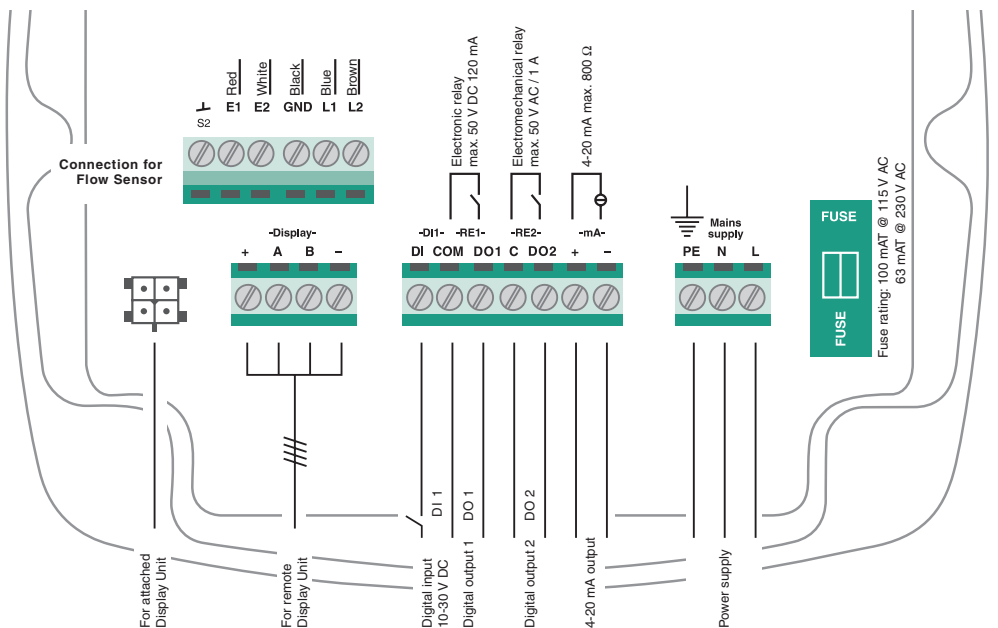 Red
White
Black
Blue
Brown
S2
E1
E2
GND
L1
L2
Connection for
Flow Sensor
Electronic relay
max. 50 V DC 120 mA
Electromechanical relay
max. 50 V AC / 1 A
4-20 mA max. 800 Ω
-Display-
+
A
B
–
-DI1-
-RE1-
-RE2-
-mA-
DI
COM
DO1
C
DO2
+
–
Mains
supply
PE
N
L
FUSE
FUSE
Fuse rating: 100 mAT @ 115 V AC
63 mAT @ 230 V AC
DI 1
DO 1
DO 2
For attached
Display Unit
For remote
Display Unit
Digital input
10-30 V DC
Digital output 1
Digital output 2
4-20 mA output
Power supply